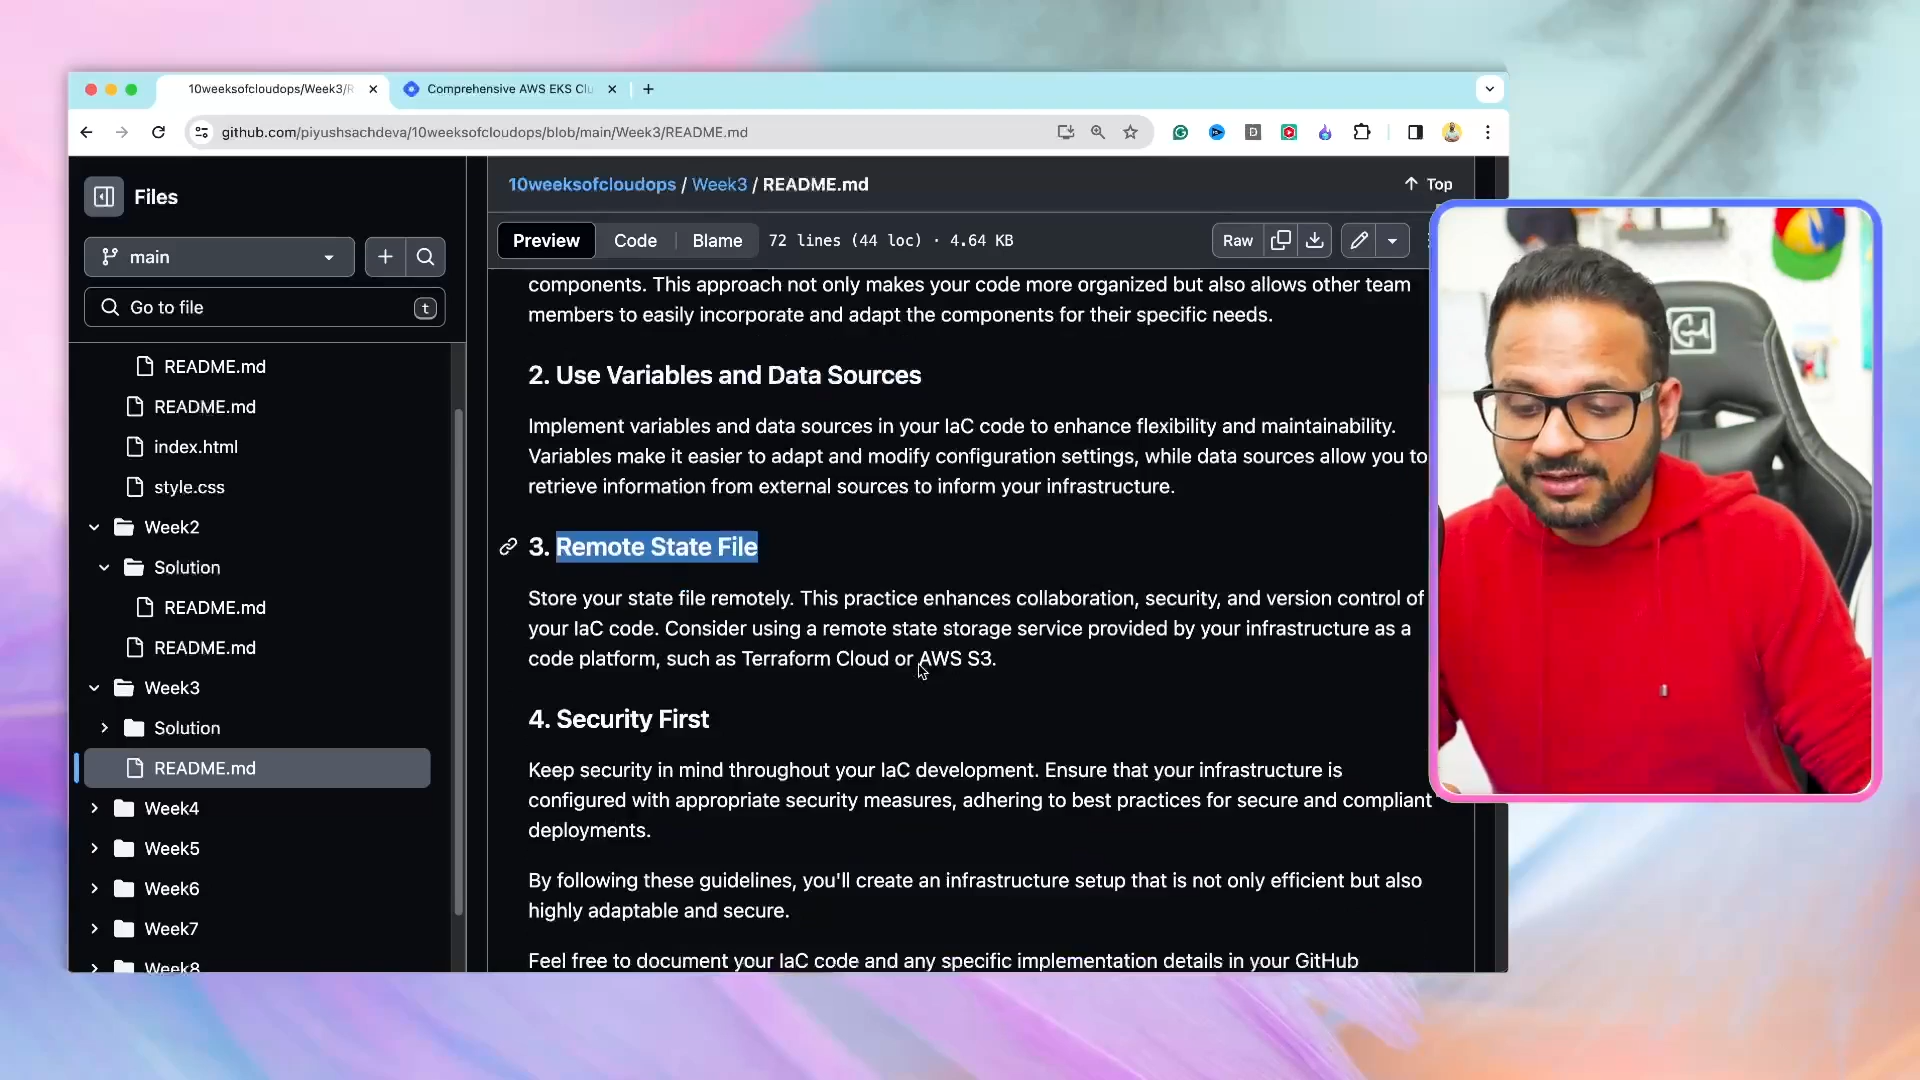 10weeksofcloudops/Week3/R
Comprehensive AWS EKS Clu
github.com/piyushsachdeva/10weeksofcloudops/blob/main/Week3/README.md
Files
main
Go to file
t
README.md
README.md
index.html
style.css
Week2
Solution
README.md
README.md
Week3
Solution
README.md
Week4
Week5
Week6
Week7
Week8
10weeksofcloudops / Week3 / README.md
Top
Preview
Code
Blame
72 lines (44 loc) · 4.64 KB
Raw
components. This approach not only makes your code more organized but also allows other team
members to easily incorporate and adapt the components for their specific needs.
2. Use Variables and Data Sources
Implement variables and data sources in your IaC code to enhance flexibility and maintainability.
Variables make it easier to adapt and modify configuration settings, while data sources allow you to
retrieve information from external sources to inform your infrastructure.
3. Remote State File
Store your state file remotely. This practice enhances collaboration, security, and version control of
your IaC code. Consider using a remote state storage service provided by your infrastructure as a
code platform, such as Terraform Cloud or AWS S3.
4. Security First
Keep security in mind throughout your IaC development. Ensure that your infrastructure is
configured with appropriate security measures, adhering to best practices for secure and compliant
deployments.
By following these guidelines, you'll create an infrastructure setup that is not only efficient but also
highly adaptable and secure.
Feel free to document your IaC code and any specific implementation details in your GitHub